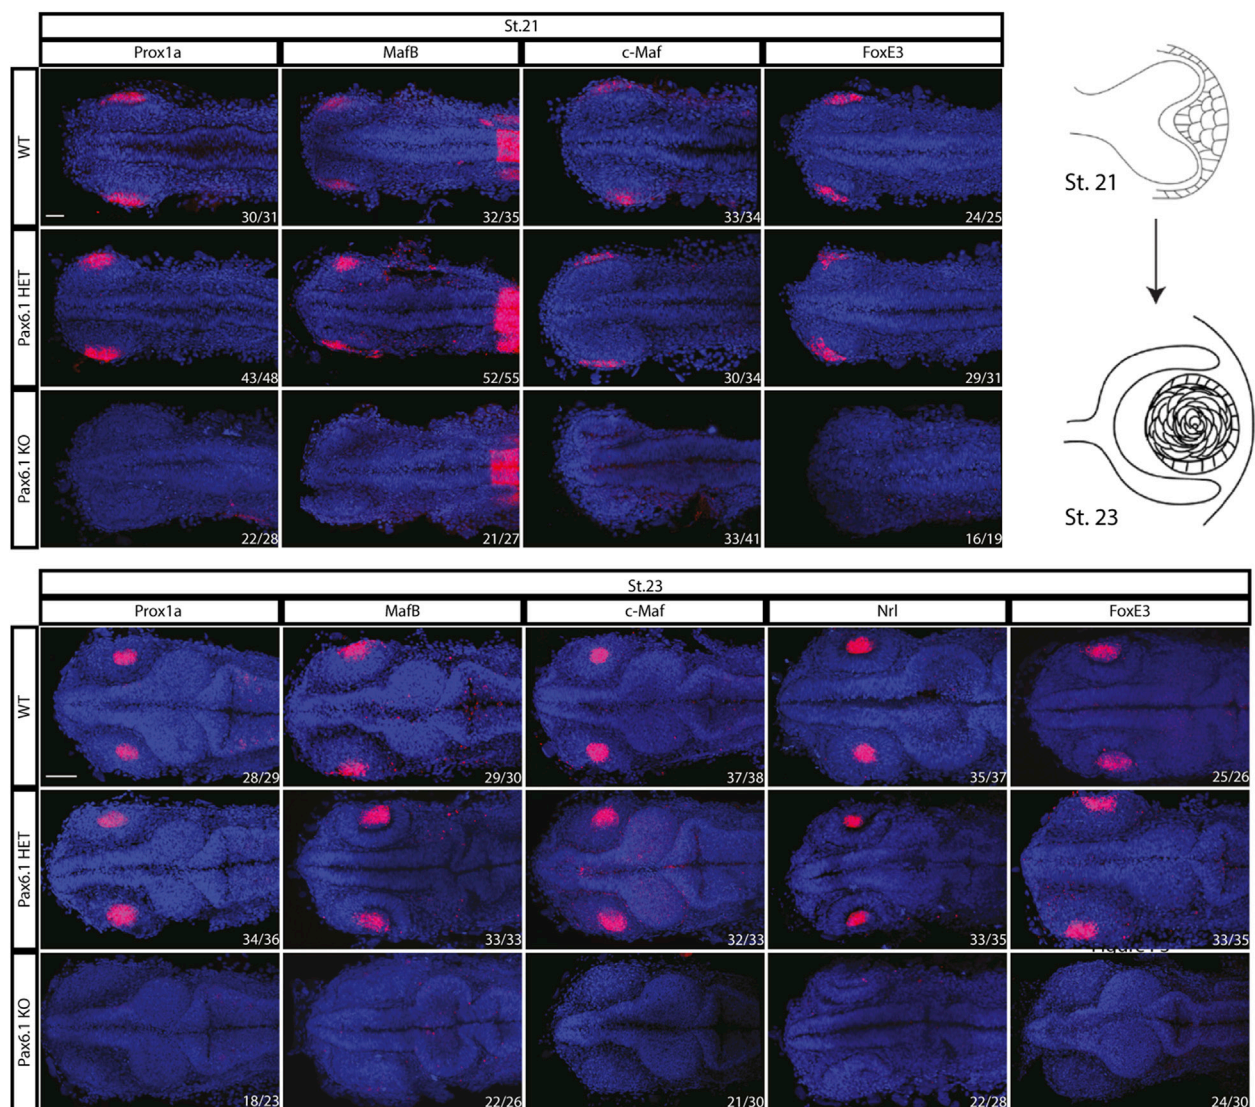 St.21
Prox1a MafB c-Maf FoxE3
WT
30/31 32/35 33/34 24/25
Pax6.1 HET
43/48 52/55 30/34 29/31
Pax6.1 KO
22/28 21/27 33/41 16/19
St. 21
St. 23
St.23
Prox1a MafB c-Maf Nrl FoxE3
WT
28/29 29/30 37/38 35/37 25/26
Pax6.1 HET
34/36 33/33 32/33 33/35 33/35
Pax6.1 KO
18/23 22/26 21/30 22/28 24/30